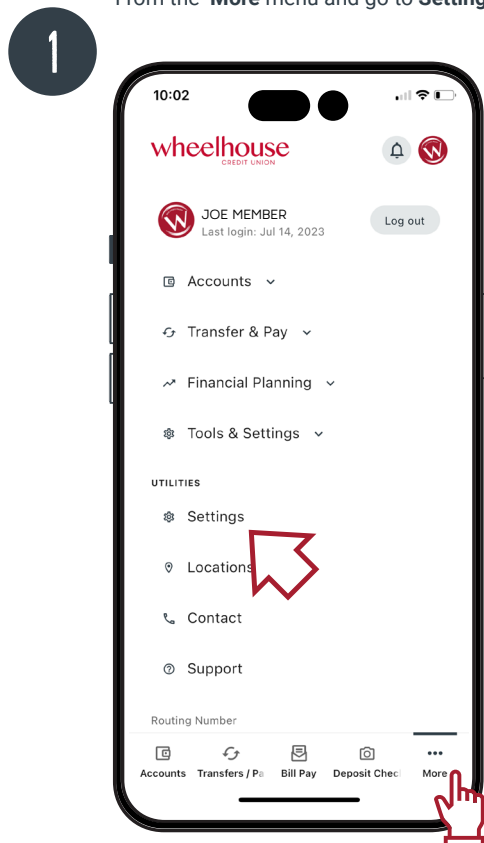 From the 'More menu and go to Setting
1
10:02
wheelhouse
CREDIT UNION
JOE MEMBER
Last login: Jul 14, 2023
Log out
Accounts
Transfer & Pay
Financial Planning
Tools & Settings
UTILITIES
Settings
Locations
Contact
Support
Routing Number
Accounts Transfers / Pa Bill Pay Deposit Chec More